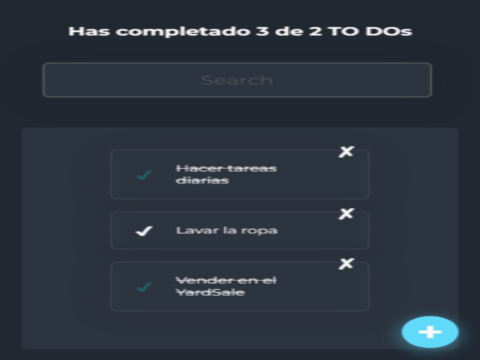 Has completado 3 de 2 TO DOs
Search
Hacer tareas
diarias
Lavar la ropa
Vender en el
YardSale